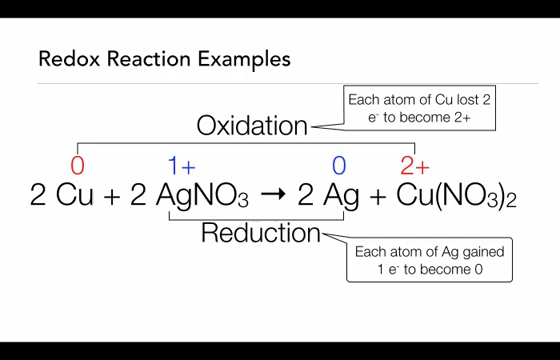 Redox Reaction Examples
Each atom of Cu lost 2
e⁻ to become 2+
Oxidation
0 1+ 0 2+
2 Cu + 2 AgNO₃ → 2 Ag + Cu(NO₃)₂
Reduction
Each atom of Ag gained
1 e⁻ to become 0